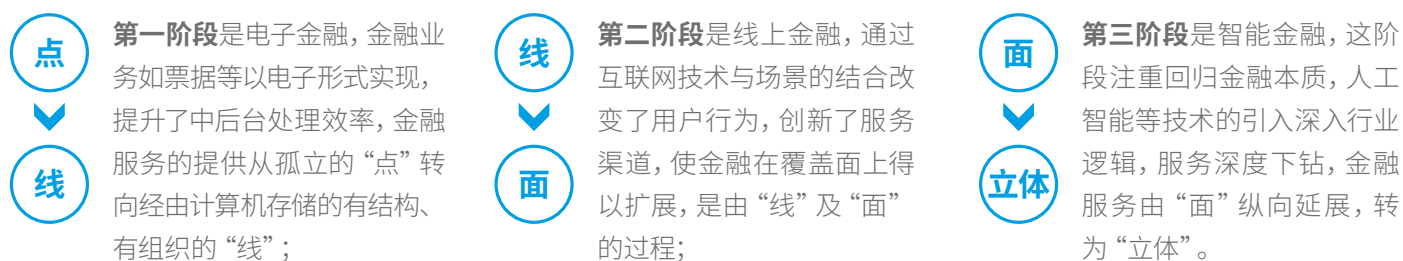 点
线
第一阶段是电子金融，金融业
务如票据等以电子形式实现，
提升了中后台处理效率，金融
服务的提供从孤立的“点”转
向经由计算机存储的有结构、
有组织的“线”；
线
面
第二阶段是线上金融，通过
互联网技术与场景的结合改
变了用户行为，创新了服务
渠道，使金融在覆盖面上得
以扩展，是由“线”及“面”
的过程；
面
立体
第三阶段是智能金融，这阶
段注重回归金融本质，人工
智能等技术的引入深入行业
逻辑，服务深度下钻，金融
服务由“面”纵向延展，转
为“立体”。